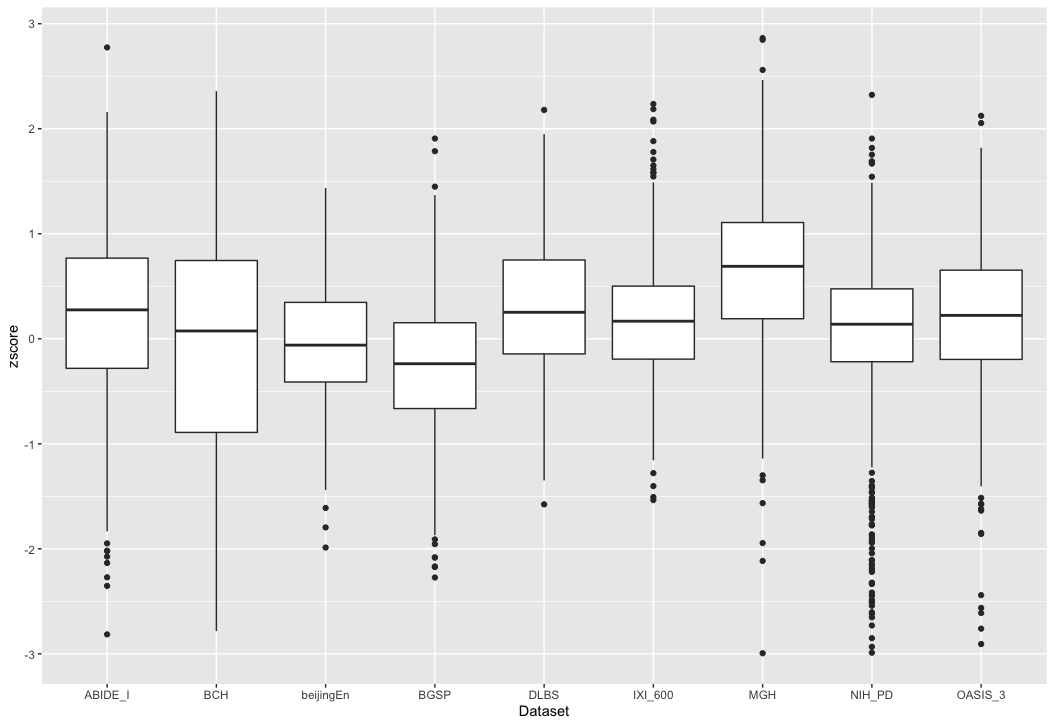 3
2
1
0
-1
-2
-3
zscore
ABIDE_I BCH beijingEn BGSP DLBS IXI_600 MGH NIH_PD OASIS_3
Dataset